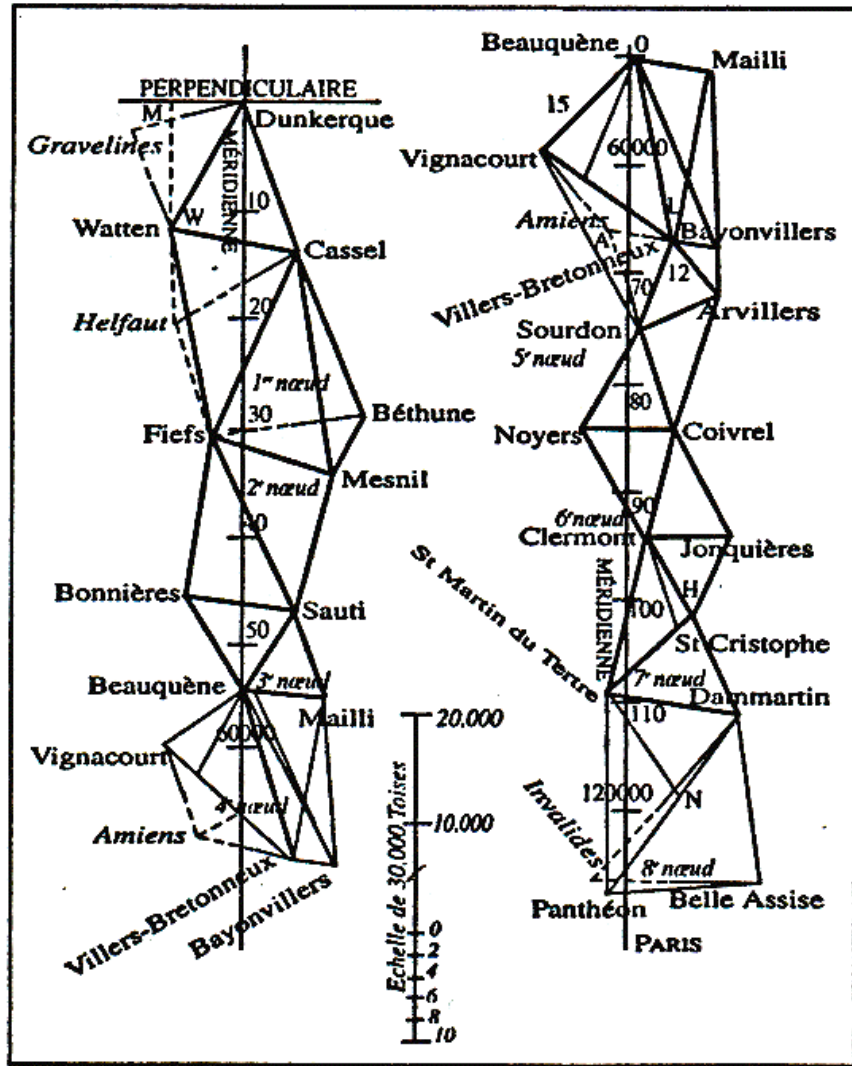 PERPENDICULAIRE
M
Dunkerque
Gravelines
MÉRIDIENNE
10
W
Watten
Cassel
20
Helfaut
1er nœud
30
Béthune
Fiefs
2e nœud
Mesnil
40
Bonnières
Sauti
50
Beauquène
3e nœud
Mailli
60000
Vignacourt
4e nœud
Amiens
Villers-Bretonneux
Bayonvillers
Echelle de 30.000 Toises
20.000
10.000
0
2
4
6
8
10
Beauquène
0
Mailli
15
Vignacourt
60000
L
Amiens
A
Bayonvillers
Villers-Bretonneux
12
70
Arvillers
Sourdon
5e nœud
80
Noyers
Coivrel
90
6e nœud
Clermont
Jonquières
St Martin du Tertre
MÉRIDIENNE
H
100
St Cristophe
7e nœud
Dammartin
110
120000
N
Invalides
8e nœud
Panthéon
Belle Assise
PARIS